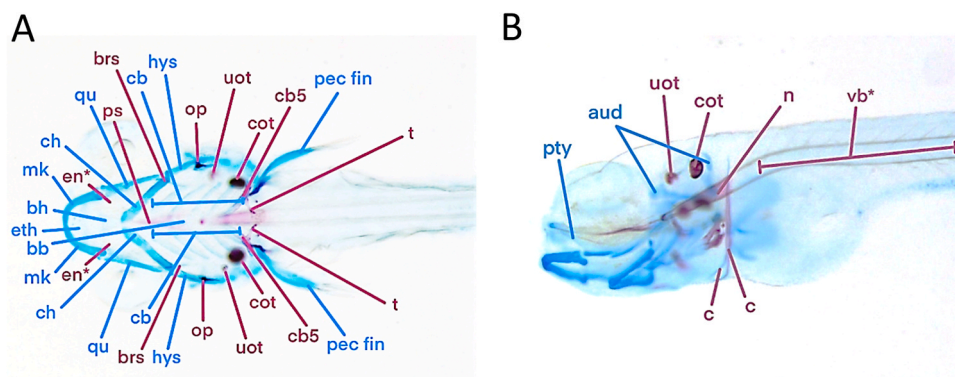 A
brs
cb
hys
uot
cb5
pec fin
qu
ps
op
cot
t
ch
mk
en*
bh
eth
bb
mk
en*
ch
cb
op
cot
t
qu
brs
hys
uot
cb5
pec fin
B
uot
cot
n
vb*
aud
pty
c
c